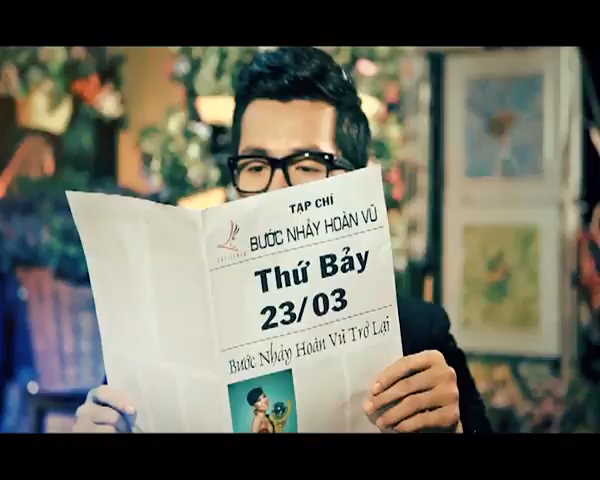 TẠP CHÍ
BƯỚC NHẢY HOÀN VŨ
Thứ Bảy
23/03
Bước Nhảy Hoàn Vũ Trở Lại